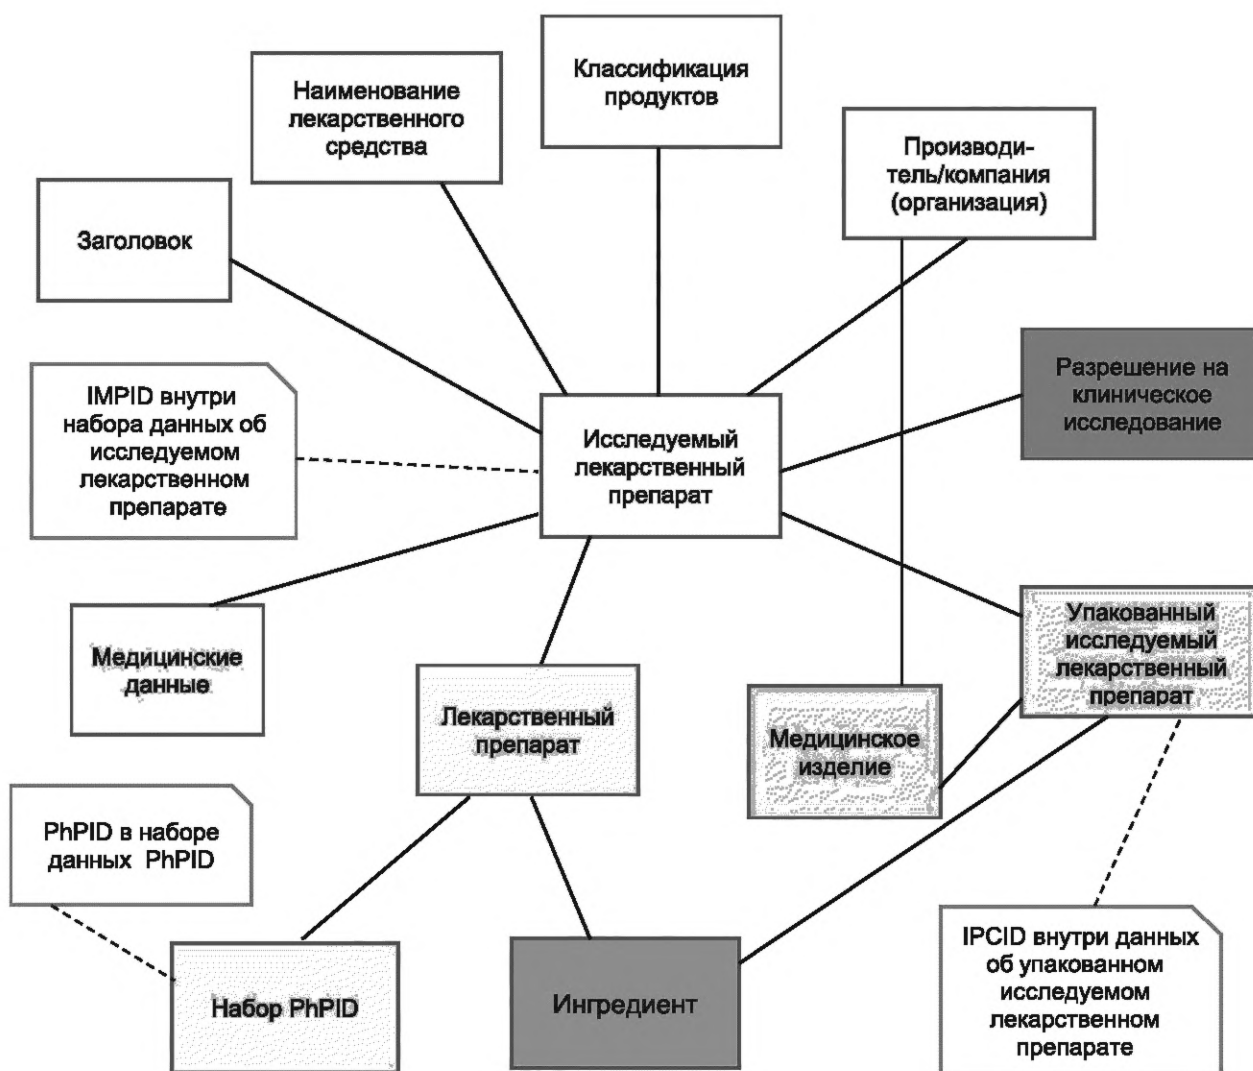 Классификация
продуктов
Наименование
лекарственного
средства
Производи-
тель/компания
(организация)
Заголовок
Разрешение на
клиническое
исследование
IMPID внутри
набора данных об
исследуемом
лекарственном
препарате
Исследуемый
лекарственный
препарат
Упакованный
исследуемый
лекарственный
препарат
Медицинские
данные
Лекарственный
препарат
Медицинское
изделие
PhPID в наборе
данных PhPID
IPCID внутри данных
об упакованном
исследуемом
лекарственном
препарате
Набор PhPID
Ингредиент